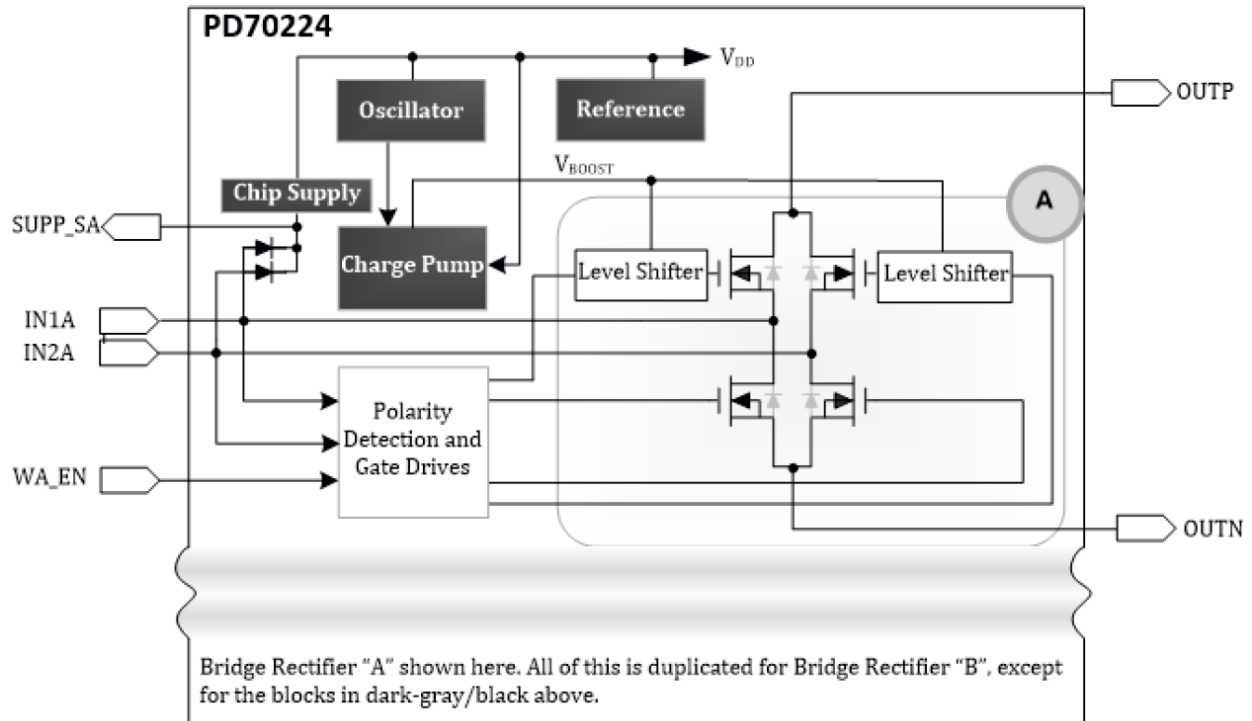 PD70224
V_DD
Oscillator
Reference
OUTP
V_BOOST
Chip Supply
A
SUPP_SA
Charge Pump
Level Shifter
Level Shifter
IN1A
IN2A
Polarity
Detection and
Gate Drives
WA_EN
OUTN
Bridge Rectifier “A” shown here. All of this is duplicated for Bridge Rectifier “B”, except
for the blocks in dark-gray/black above.